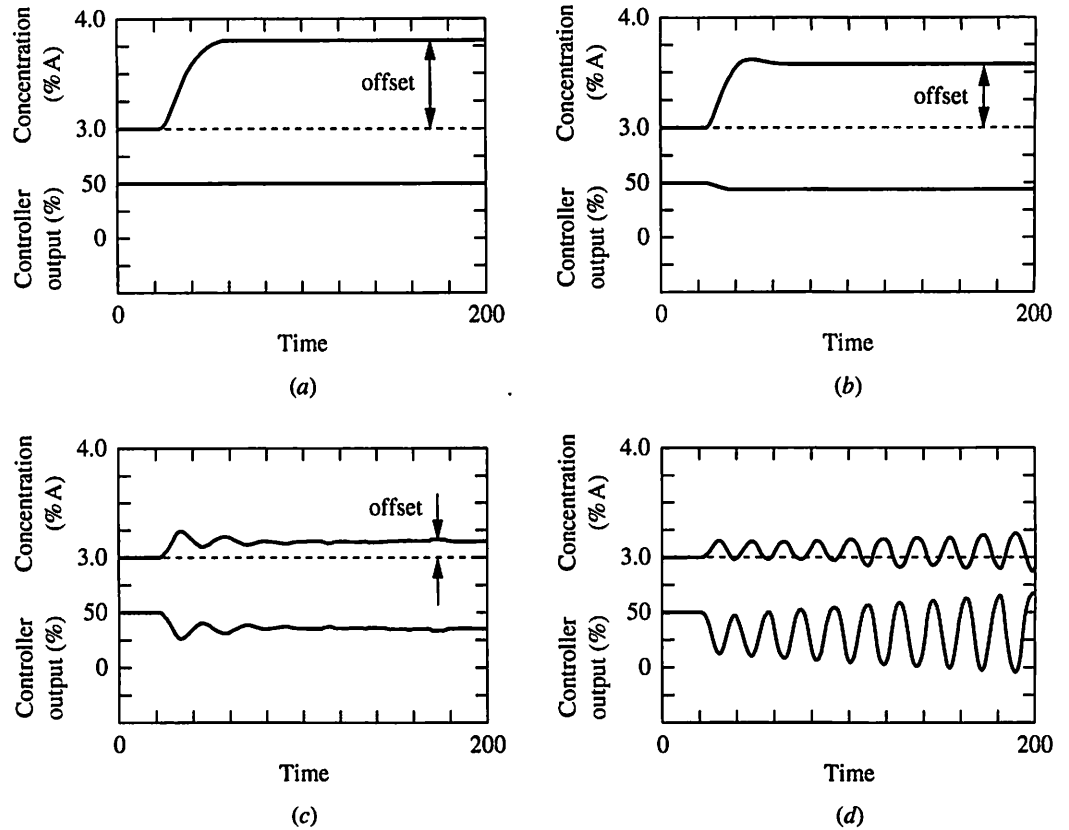 4.0
Concentration
(% A)
offset
3.0
50
Controller
output (%)
0
0
200
Time
(a)
4.0
Concentration
(% A)
offset
3.0
50
Controller
output (%)
0
0
200
Time
(b)
4.0
Concentration
(% A)
offset
3.0
50
Controller
output (%)
0
0
200
Time
(c)
4.0
Concentration
(% A)
3.0
50
Controller
output (%)
0
0
200
Time
(d)